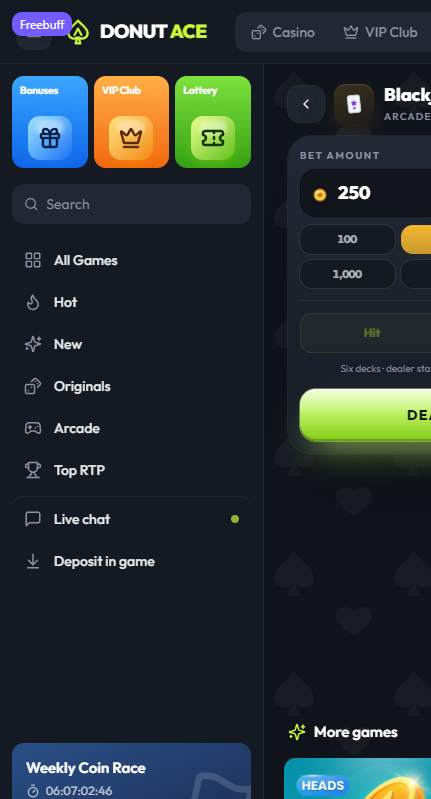 Freebuff
DONUT ACE
Casino
VIP Club
Bonuses
VIP Club
Lottery
Search
All Games
Hot
New
Originals
Arcade
Top RTP
Live chat
Deposit in game
Weekly Coin Race
06:07:02:46
Black
ARCADE
BET AMOUNT
250
100
1,000
Hit
Six decks · dealer sta
DEA
More games
HEADS